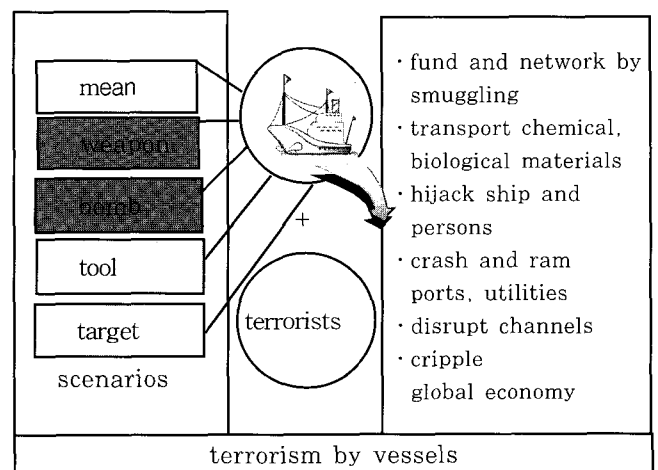 mean
weapon
bomb
tool
target
scenarios
+
terrorists
· fund and network by
smuggling
· transport chemical,
biological materials
· hijack ship and
persons
· crash and ram
ports, utilities
· disrupt channels
· cripple
global economy
terrorism by vessels